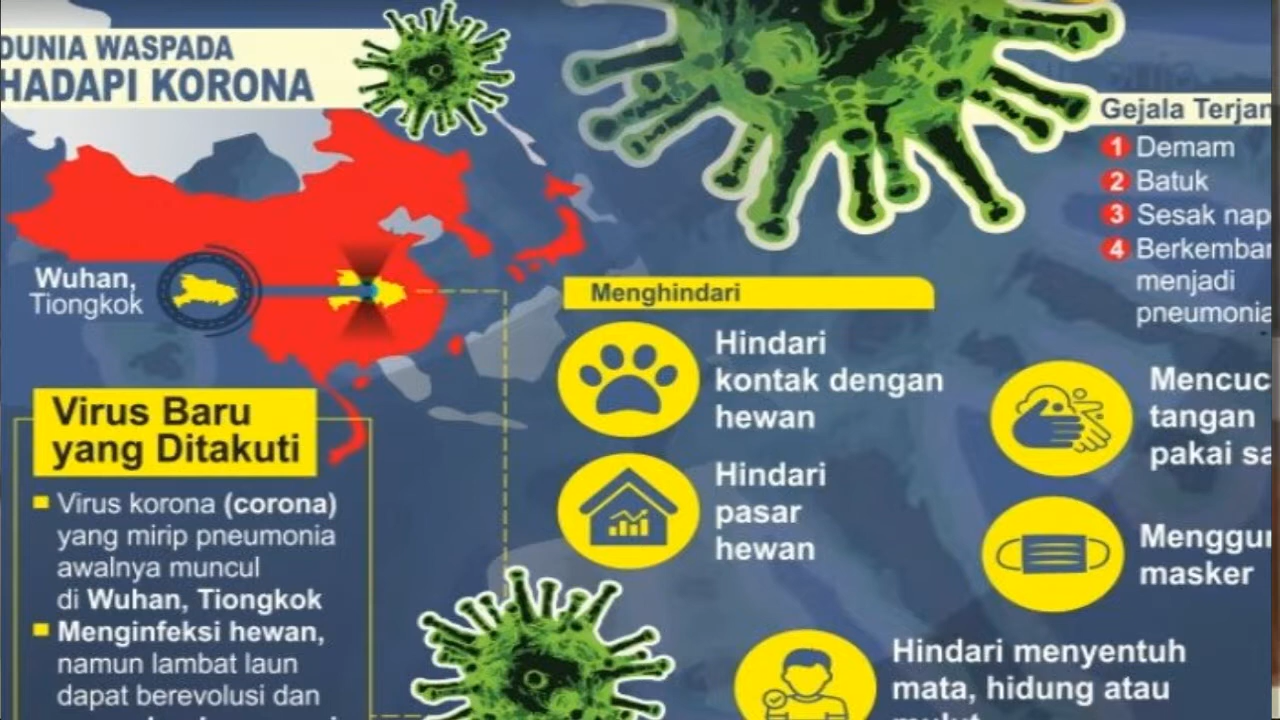 DUNIA WASPADA
HADAPI KORONA
Wuhan,
Tiongkok
Virus Baru
yang Ditakuti
Virus korona (corona)
yang mirip pneumonia
awalnya muncul
di Wuhan, Tiongkok
Menginfeksi hewan,
namun lambat laun
dapat berevolusi dan
Menghindari
Hindari
kontak dengan
hewan
Hindari
pasar
hewan
Gejala Terjan
1 Demam
2 Batuk
3 Sesak nap
4 Berkemban
menjadi
pneumonia
Mencuc
tangan
pakai sa
Menggun
masker
Hindari menyentuh
mata, hidung atau